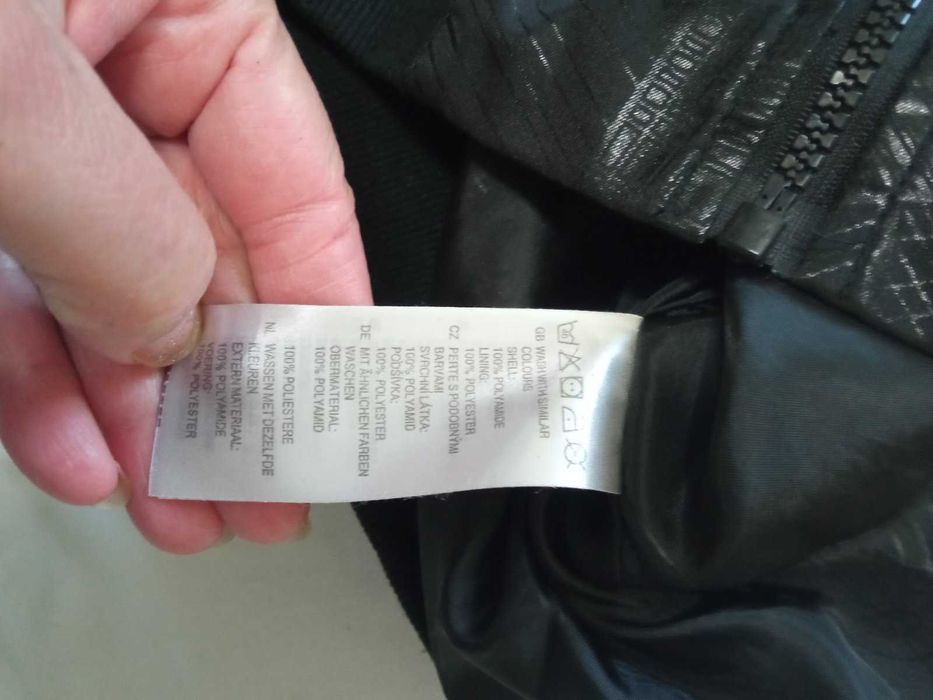 GB WASH WITH SIMILAR
COLOURS
SHELL:
100% POLYAMIDE
LINING:
100% POLYESTER
CZ PERTE S PODOBNÝMI
BARVAMI
SVRCHNÍ LÁTKA:
100% POLYAMID
PODŠÍVKA:
100% POLYESTER
DE MIT ÄHNLICHEN FARBEN
WASCHEN
OBERMATERIAL:
100% POLYAMID
100% POLIESTERE
NL WASSEN MET DEZELFDE
KLEUREN
EXTERN MATERIAAL:
100% POLYAMIDE
VOERING:
100% POLYESTER